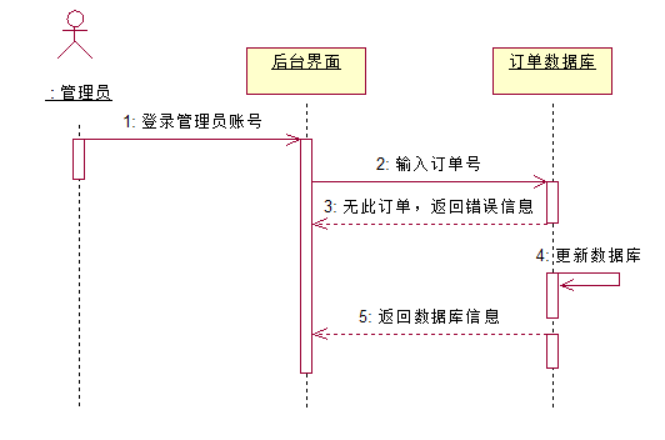 : 管理员
后台界面
订单数据库
1: 登录管理员账号
2: 输入订单号
3: 无此订单，返回错误信息
4: 更新数据库
5: 返回数据库信息